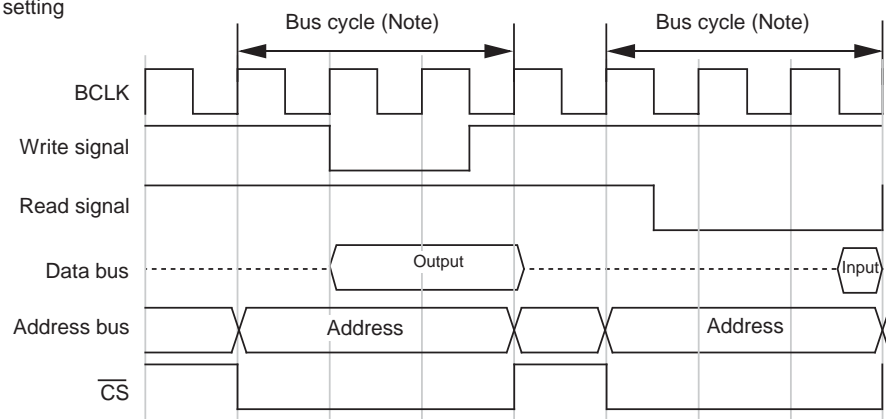 setting
Bus cycle (Note) Bus cycle (Note)
BCLK
Write signal
Read signal
Data bus Output Input
Address bus Address Address
C̅S̅